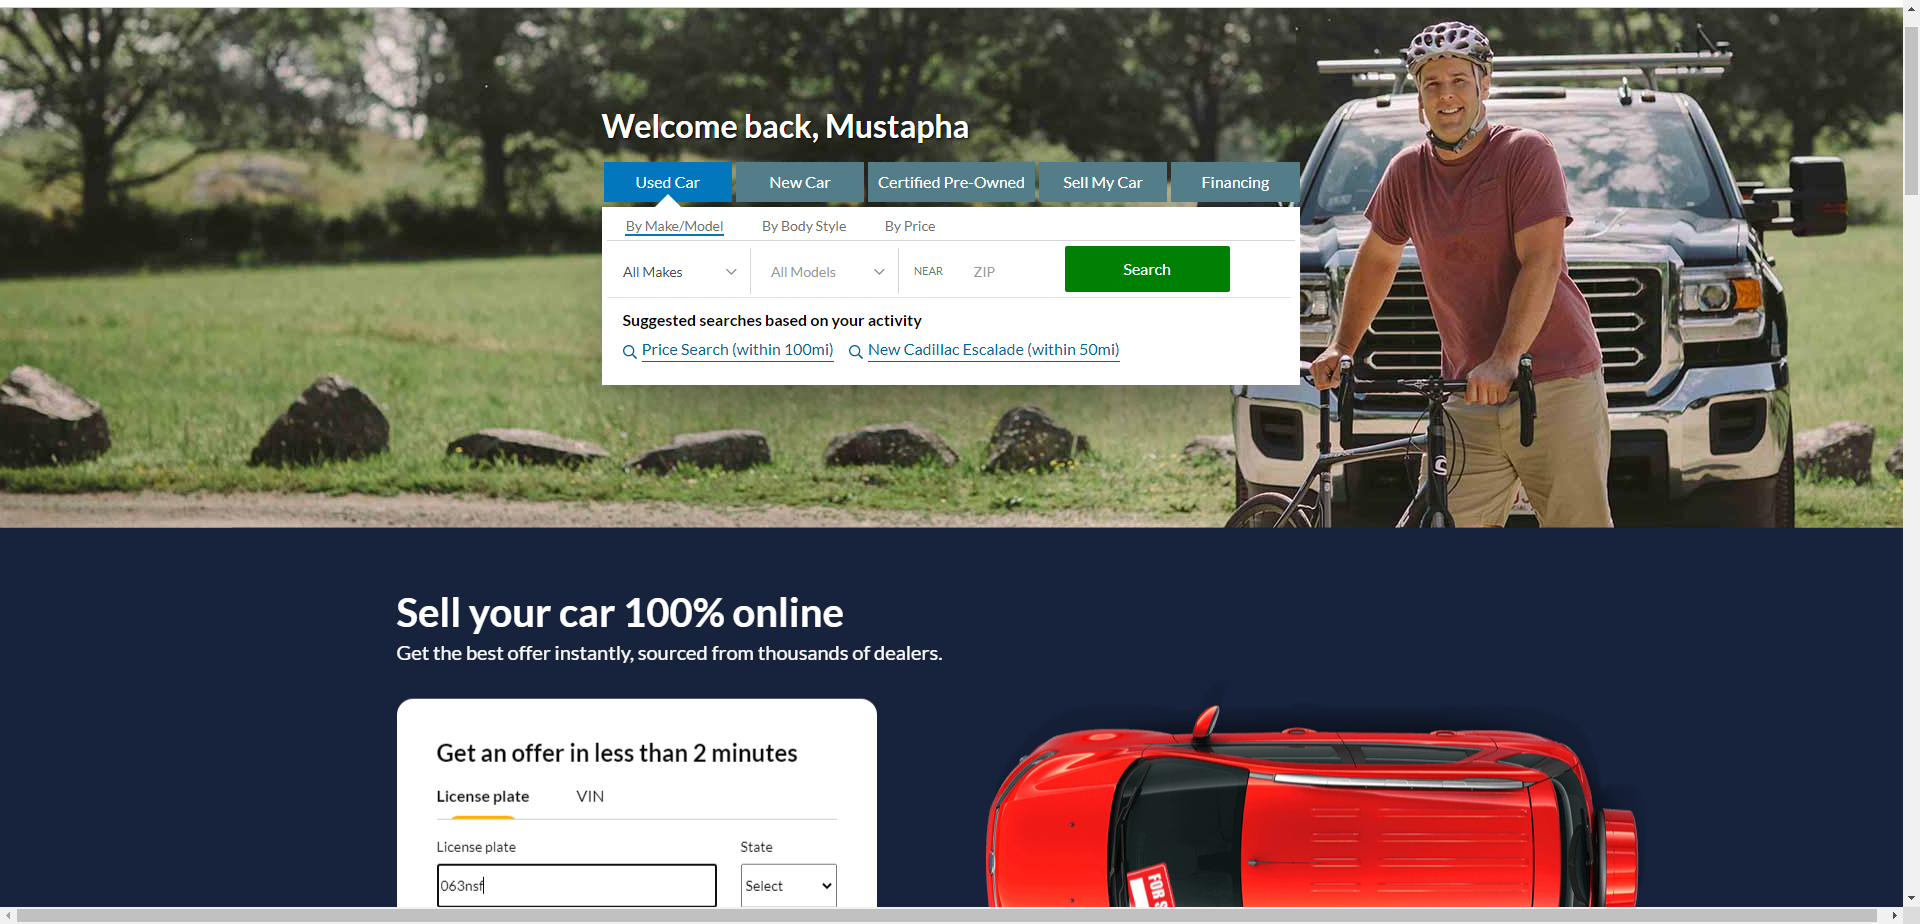 Welcome back, Mustapha
Used Car
New Car
Certified Pre-Owned
Sell My Car
Financing
By Make/Model
By Body Style
By Price
All Makes
All Models
NEAR
ZIP
Search
Suggested searches based on your activity
Price Search (within 100mi)
New Cadillac Escalade (within 50mi)
Sell your car 100% online
Get the best offer instantly, sourced from thousands of dealers.
Get an offer in less than 2 minutes
License plate
VIN
License plate
State
063nsf
Select
FOR